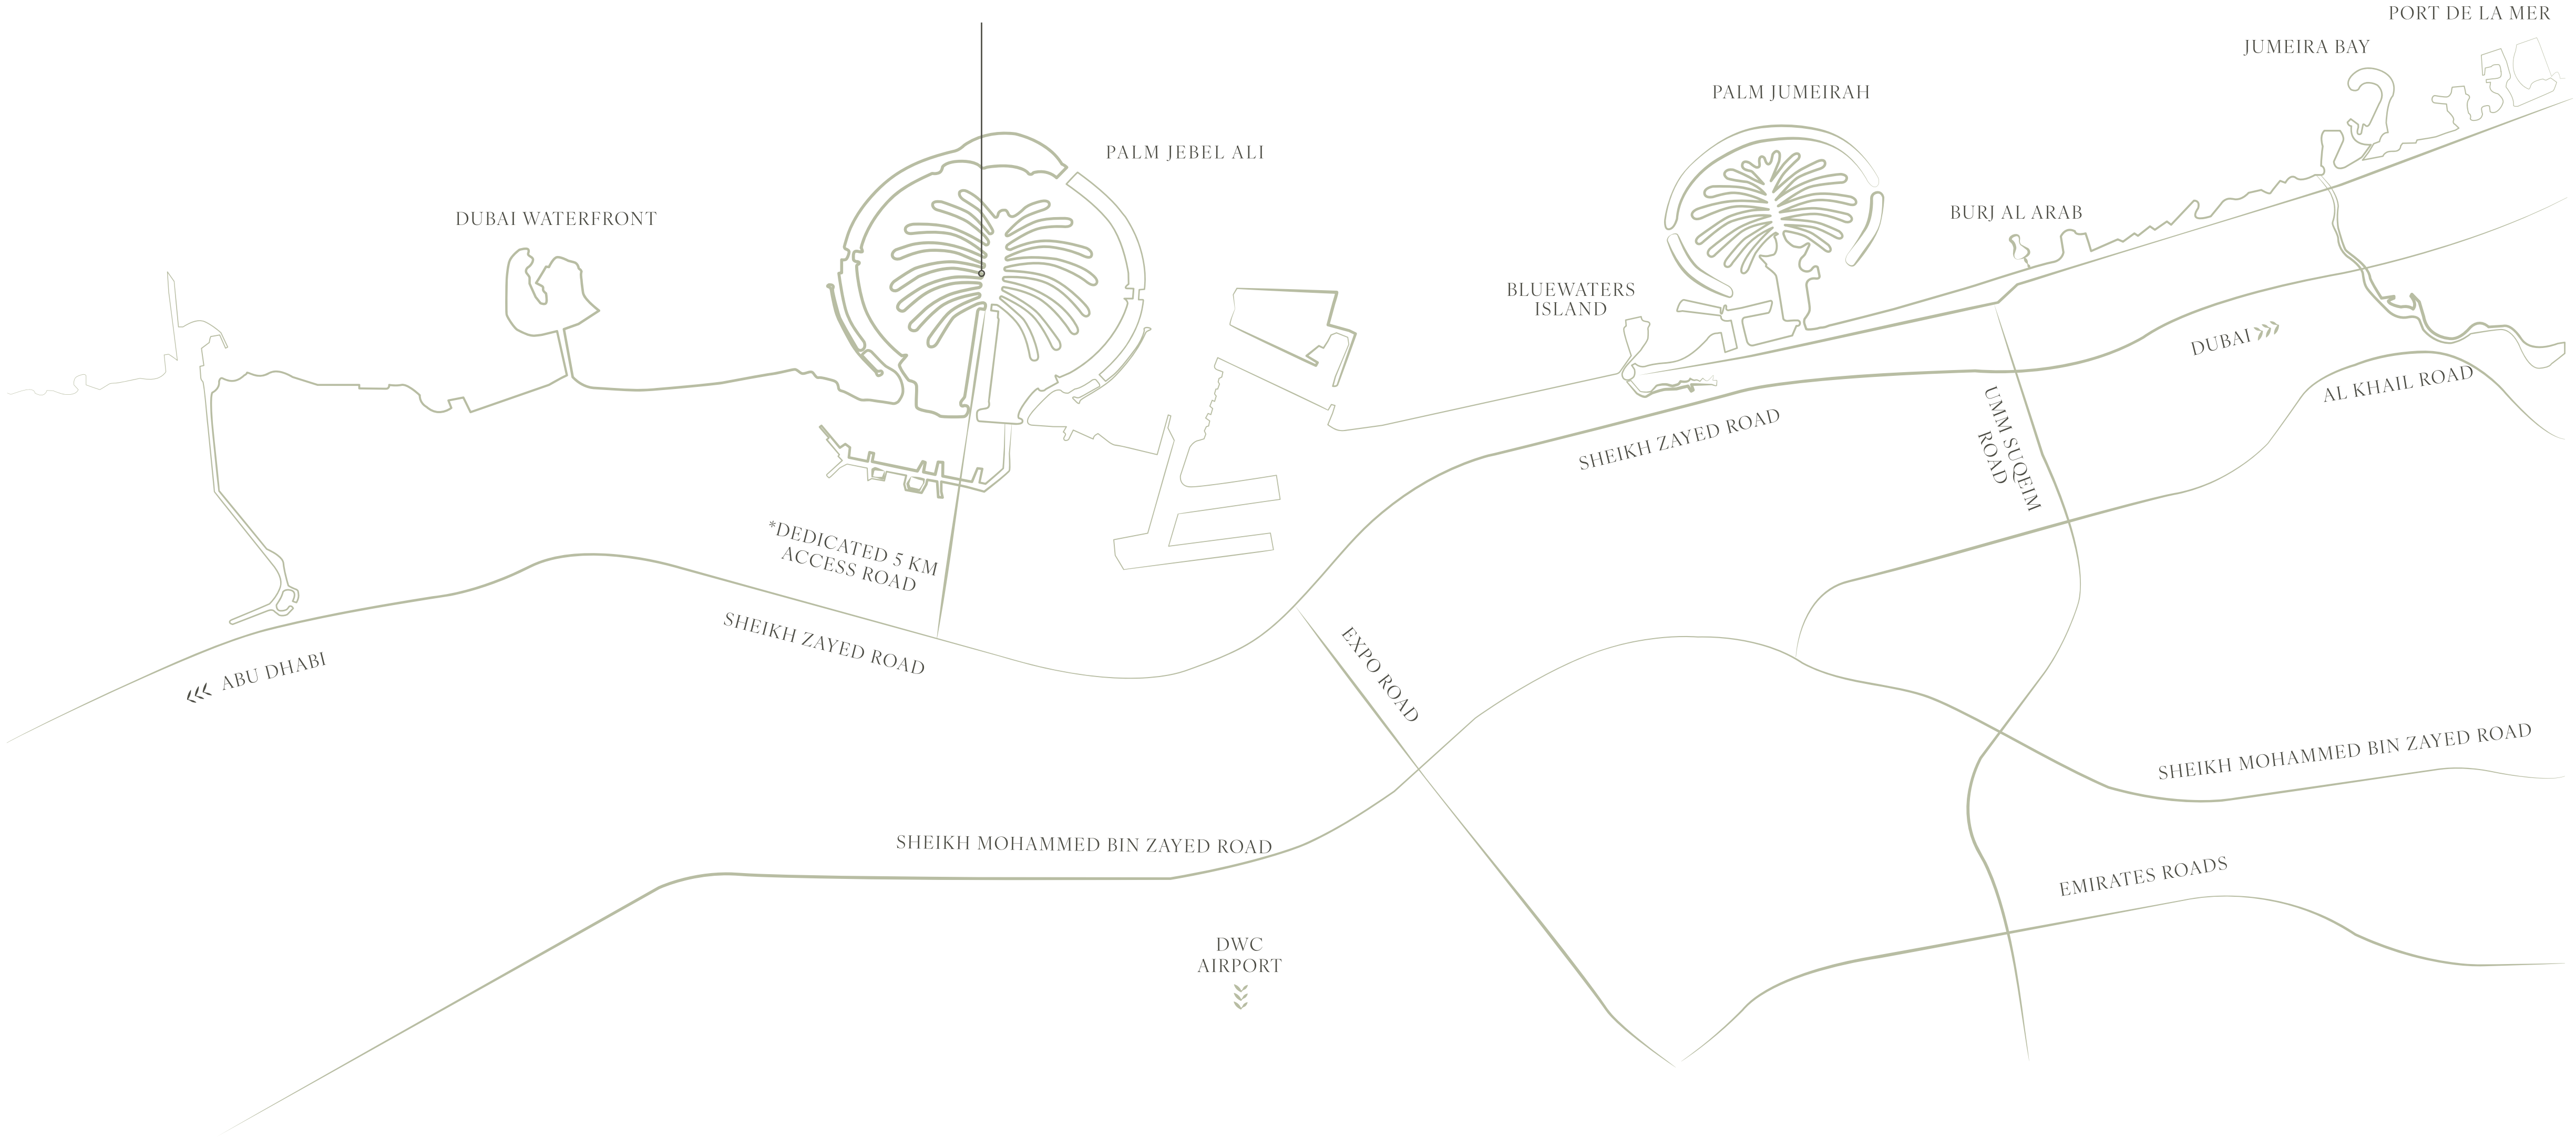 PORT DE LA MER
JUMEIRA BAY
PALM JUMEIRAH
PALM JEBEL ALI
DUBAI WATERFRONT
BURJ AL ARAB
BLUEWATERS
ISLAND
DUBAI
AL KHAIL ROAD
SHEIKH ZAYED ROAD
UMM SUQEIM
ROAD
*DEDICATED 5 KM
ACCESS ROAD
SHEIKH ZAYED ROAD
ABU DHABI
EXPO ROAD
SHEIKH MOHAMMED BIN ZAYED ROAD
SHEIKH MOHAMMED BIN ZAYED ROAD
EMIRATES ROADS
DWC
AIRPORT